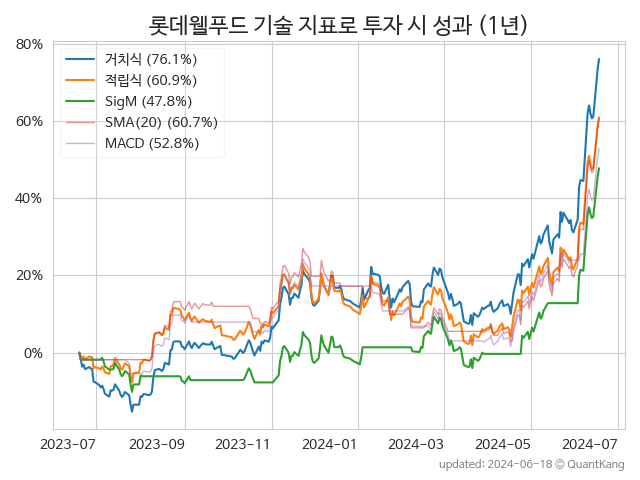 롯데웰푸드 기술 지표로 투자 시 성과 (1년)
80%
60%
40%
20%
0%
거치식 (76.1%)
적립식 (60.9%)
SigM (47.8%)
SMA(20) (60.7%)
MACD (52.8%)
2023-07 2023-09 2023-11 2024-01 2024-03 2024-05 2024-07
updated: 2024-06-18 © QuantKang